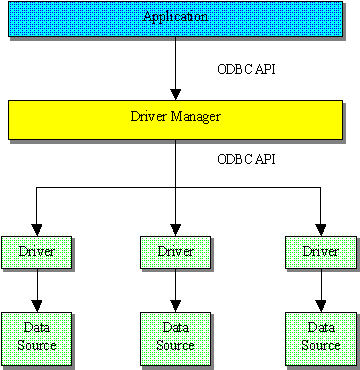 Application
ODBC API
Driver Manager
ODBC API
Driver
Driver
Driver
Data
Source
Data
Source
Data
Source